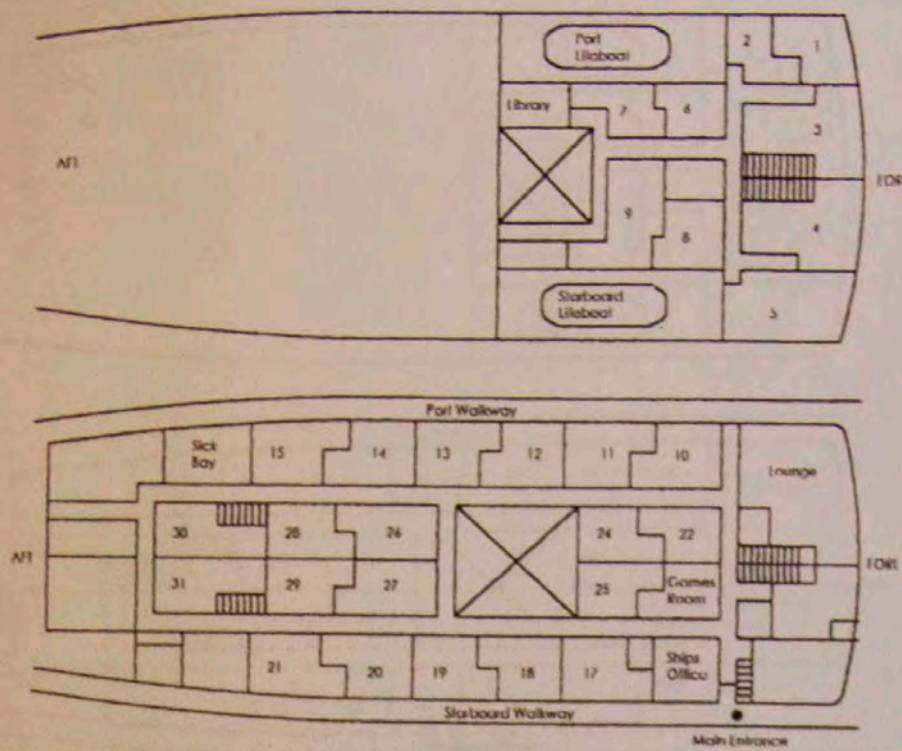 Port
Lifeboat
2
1
Library
7
6
3
AFT
FOR
9
8
4
Starboard
Lifeboat
5
Port Walkway
Sick
Bay
15
14
13
12
11
10
Lounge
30
28
26
24
22
AFT
FORE
31
29
27
25
Games
Room
21
20
19
18
17
Ships
Office
Starboard Walkway
Main Entrance